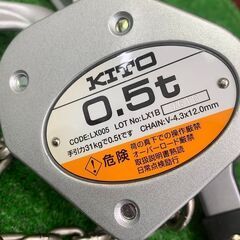 KITO
0.5t
CODE:LX005 LOT No:LX1B
手引力31kgで0.5tです CHAIN:V-4.3x12.0mm
危険
荷の真下での操作厳禁
オーバーロード厳禁
取扱説明書熟読
日常点検励行